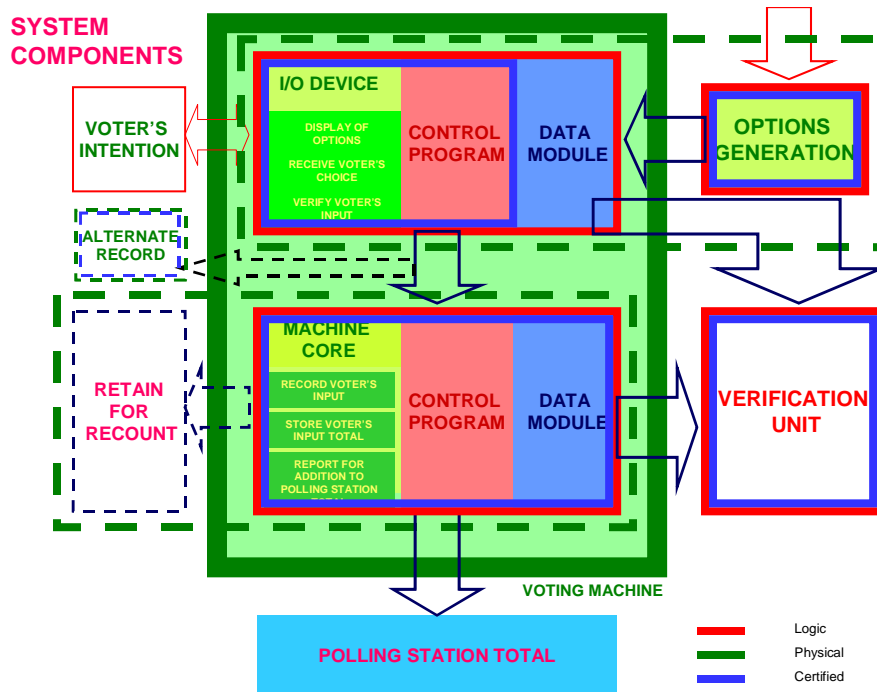 SYSTEM
COMPONENTS
VOTER'S
INTENTION
I/O DEVICE
DISPLAY OF
OPTIONS
RECEIVE VOTER'S
CHOICE
VERIFY VOTER'S
INPUT
CONTROL
PROGRAM
DATA
MODULE
OPTIONS
GENERATION
ALTERNATE
RECORD
RETAIN
FOR
RECOUNT
MACHINE
CORE
RECORD VOTER'S
INPUT
STORE VOTER'S
INPUT TOTAL
REPORT FOR
ADDITION TO
POLLING STATION
TOTAL
CONTROL
PROGRAM
DATA
MODULE
VERIFICATION
UNIT
VOTING MACHINE
POLLING STATION TOTAL
Logic
Physical
Certified